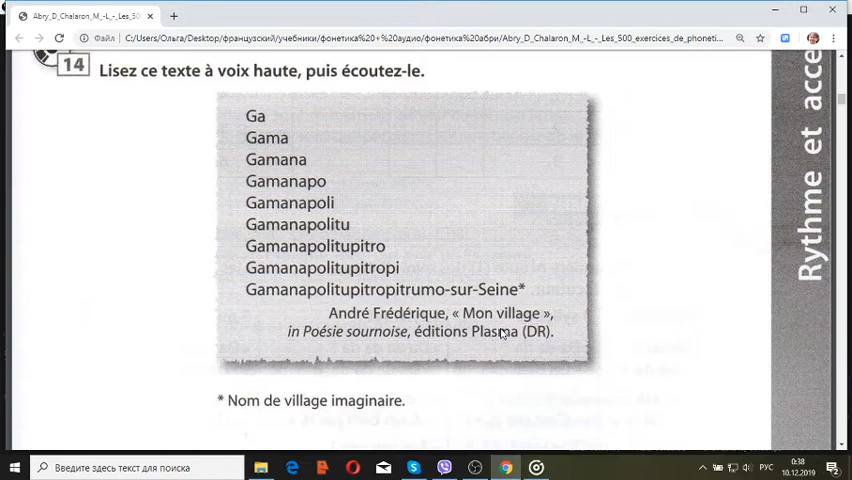 Abry_D_Chalaron_M_-L_-_Les_500
Файл C:/Users/Ольга/Desktop/французский/учебники/фонетика%20+%20аудио/фонетика%20абри/Abry_D_Chalaron_M_-L_-_Les_500_exercices_de_phoneti...
14 Lisez ce texte à voix haute, puis écoutez-le.
Ga
Gama
Gamana
Gamanapo
Gamanapoli
Gamanapolitu
Gamanapolitupitro
Gamanapolitupitropi
Gamanapolitupitropitrumo-sur-Seine*
André Frédérique, « Mon village »,
in Poésie sournoise, éditions Plasma (DR).
* Nom de village imaginaire.
Rythme et acce
Введите здесь текст для поиска
РУС
0:38
10.12.2019
2